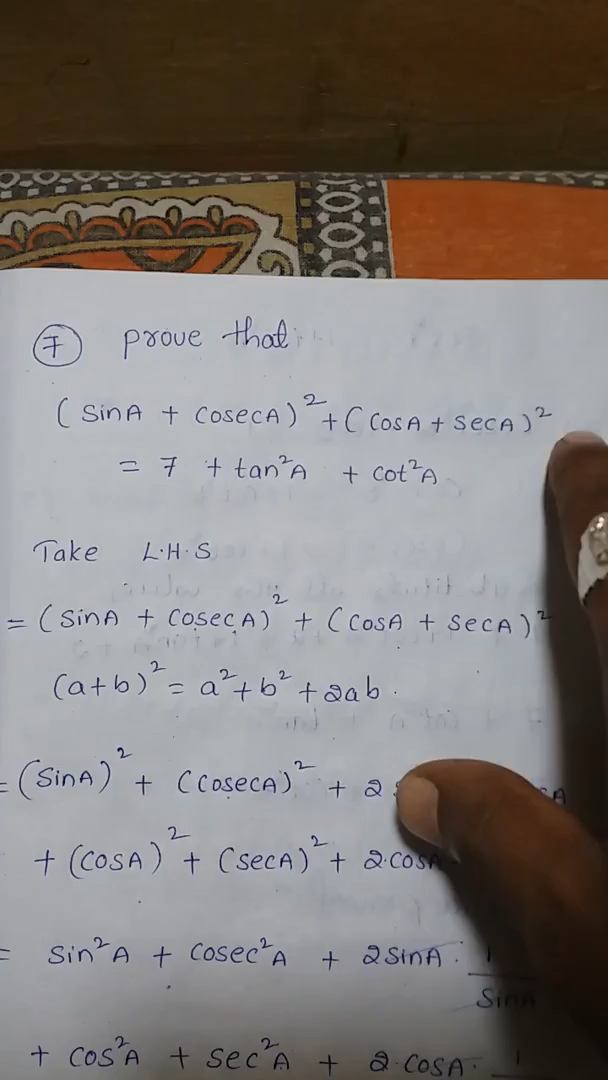 7 prove that:
(sinA + cosecA)² + (cosA + secA)²
= 7 + tan²A + cot²A
Take L.H.S
= (sinA + cosecA)² + (cosA + secA)²
(a+b)² = a² + b² + 2ab.
= (sinA)² + (cosecA)² + 2
+ (cosA)² + (secA)² + 2.cosA
= sin²A + cosec²A + 2sinA . 1/sinA
+ cos²A + sec²A + 2.cosA. 1